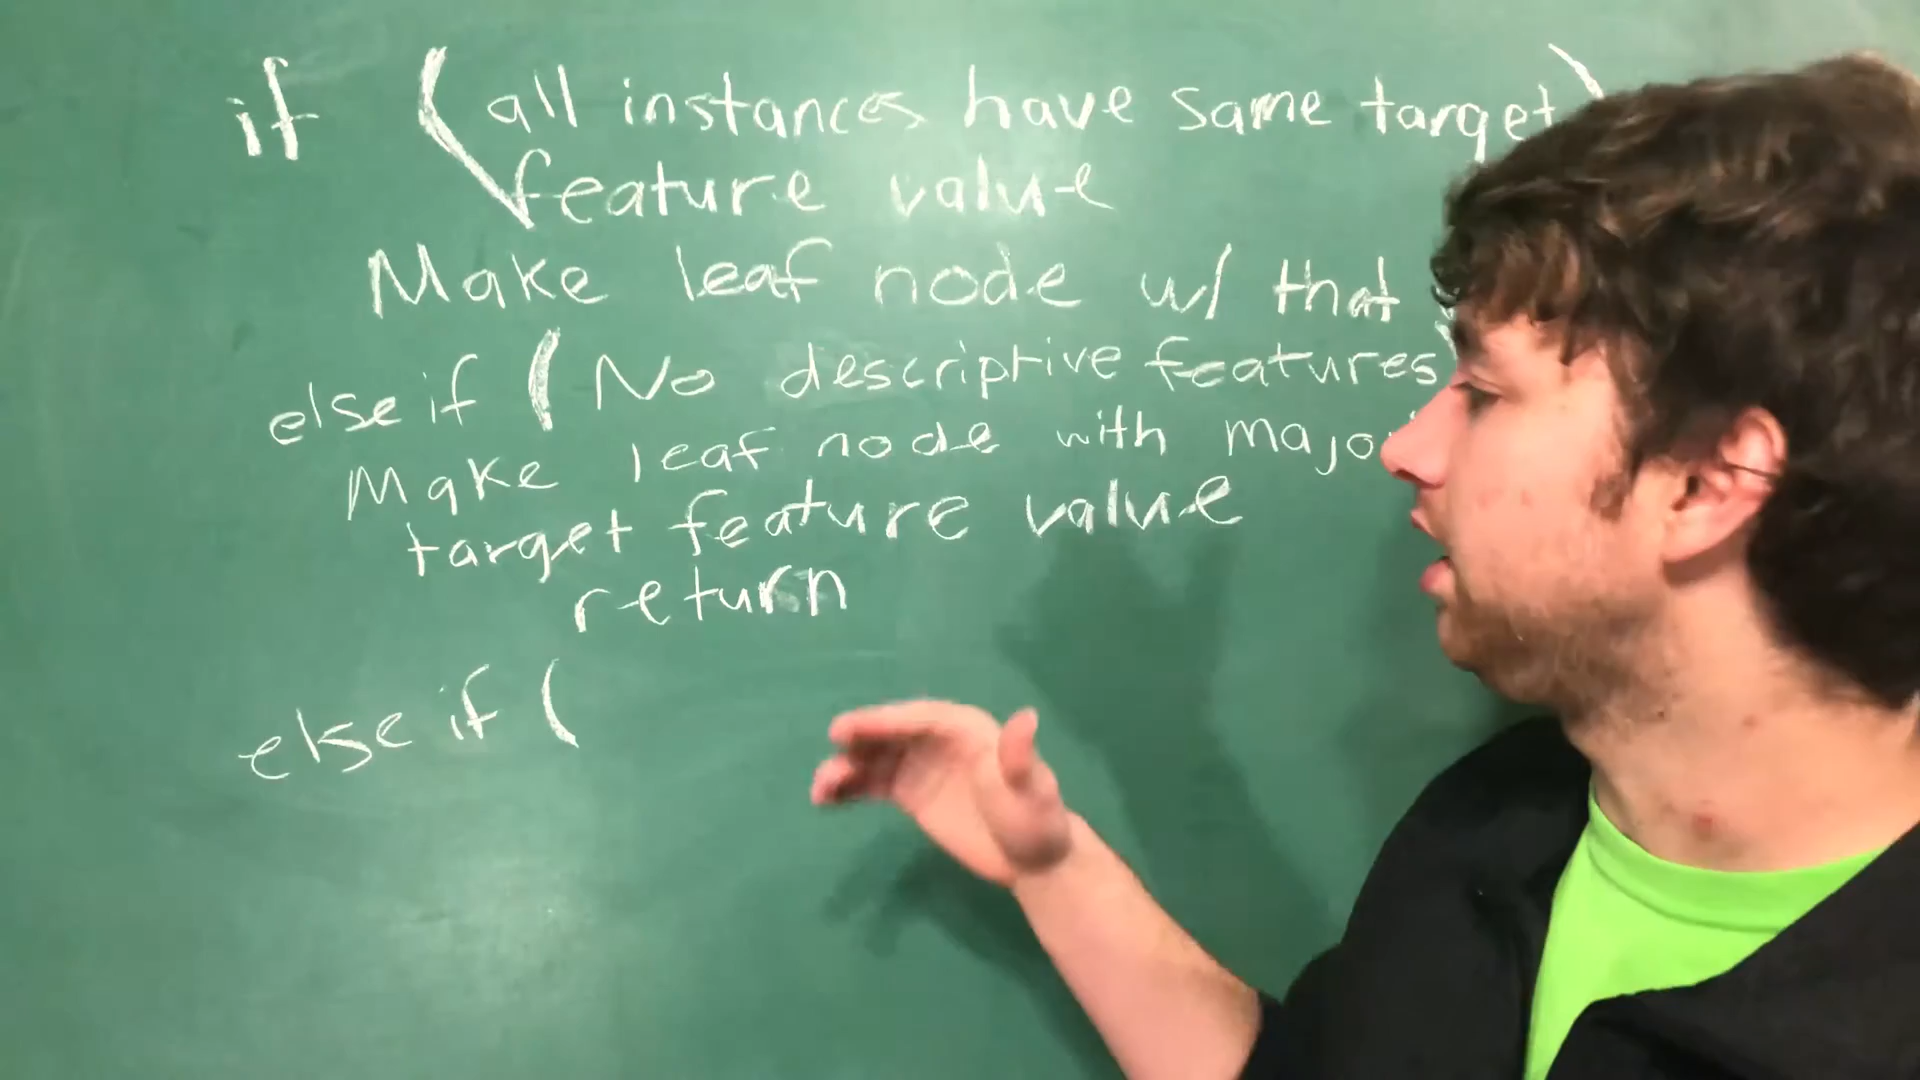 if (all instances have same target)
feature value
Make leaf node w/ that
else if (No descriptive features)
Make leaf node with
target feature value
return
else if (